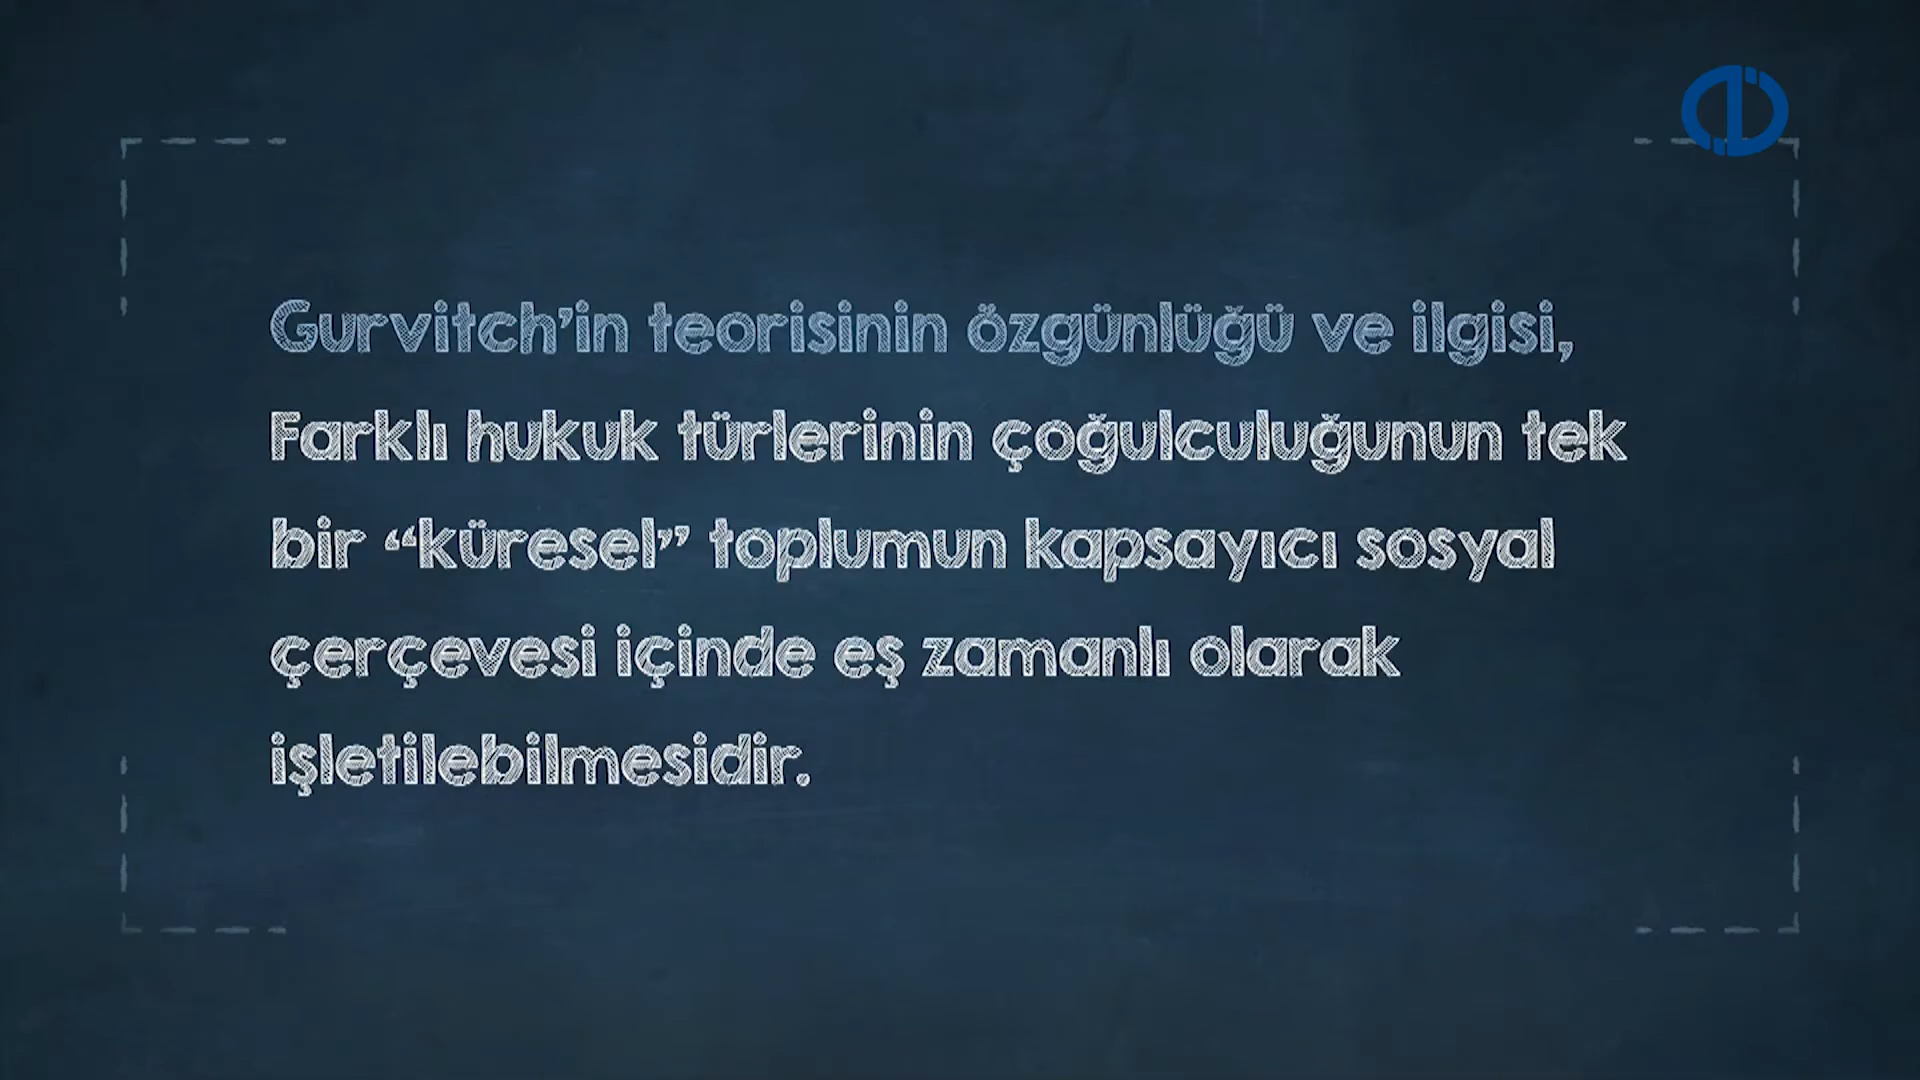 Gurvitch'in teorisinin özgünlüğü ve ilgisi,
Farklı hukuk türlerinin çoğulculuğunun tek
bir “küresel” toplumun kapsayıcı sosyal
çerçevesi içinde eş zamanlı olarak
işletilebilmesidir.